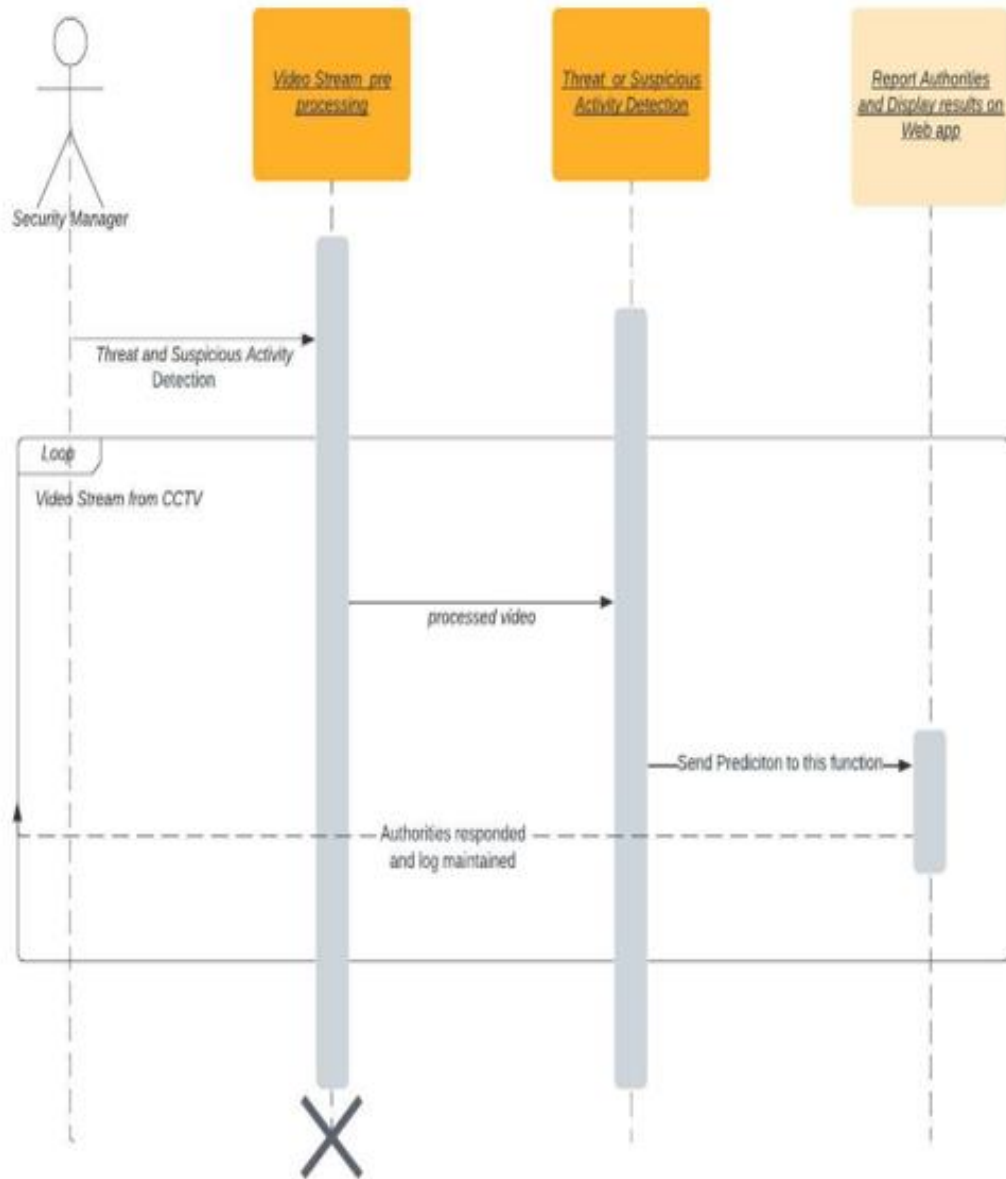 Video Stream pre
processing
Threat or Suspicious
Activity Detection
Report Authorities
and Display results on
Web app
Security Manager
Threat and Suspicious Activity
Detection
Loop
Video Stream from CCTV
processed video
Send Prediciton to this function
Authorities responded
and log maintained